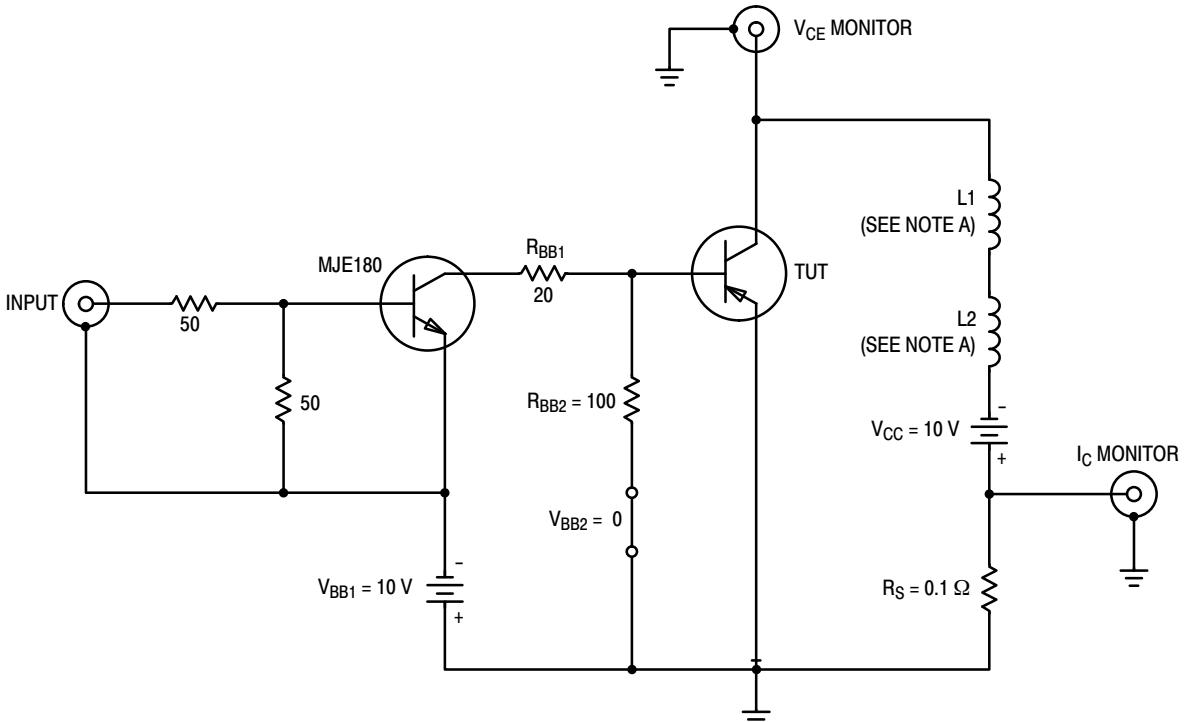 VCE MONITOR
L1
(SEE NOTE A)
RBB1
MJE180
TUT
20
INPUT
50
L2
(SEE NOTE A)
50
RBB2 = 100
-
VCC = 10 V
+
IC MONITOR
VBB2 = 0
-
VBB1 = 10 V
+
RS = 0.1 Ω